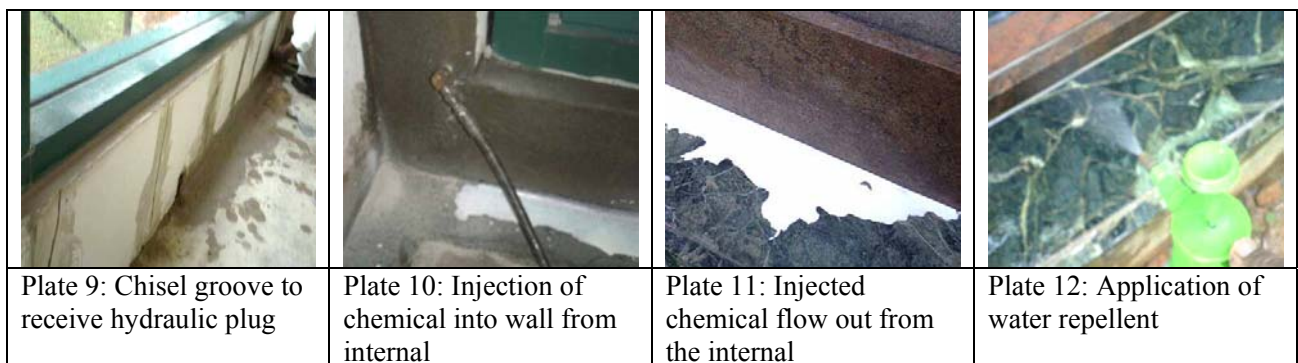 Plate 9: Chisel groove to
receive hydraulic plug
Plate 10: Injection of
chemical into wall from
internal
Plate 11: Injected
chemical flow out from
the internal
Plate 12: Application of
water repellent